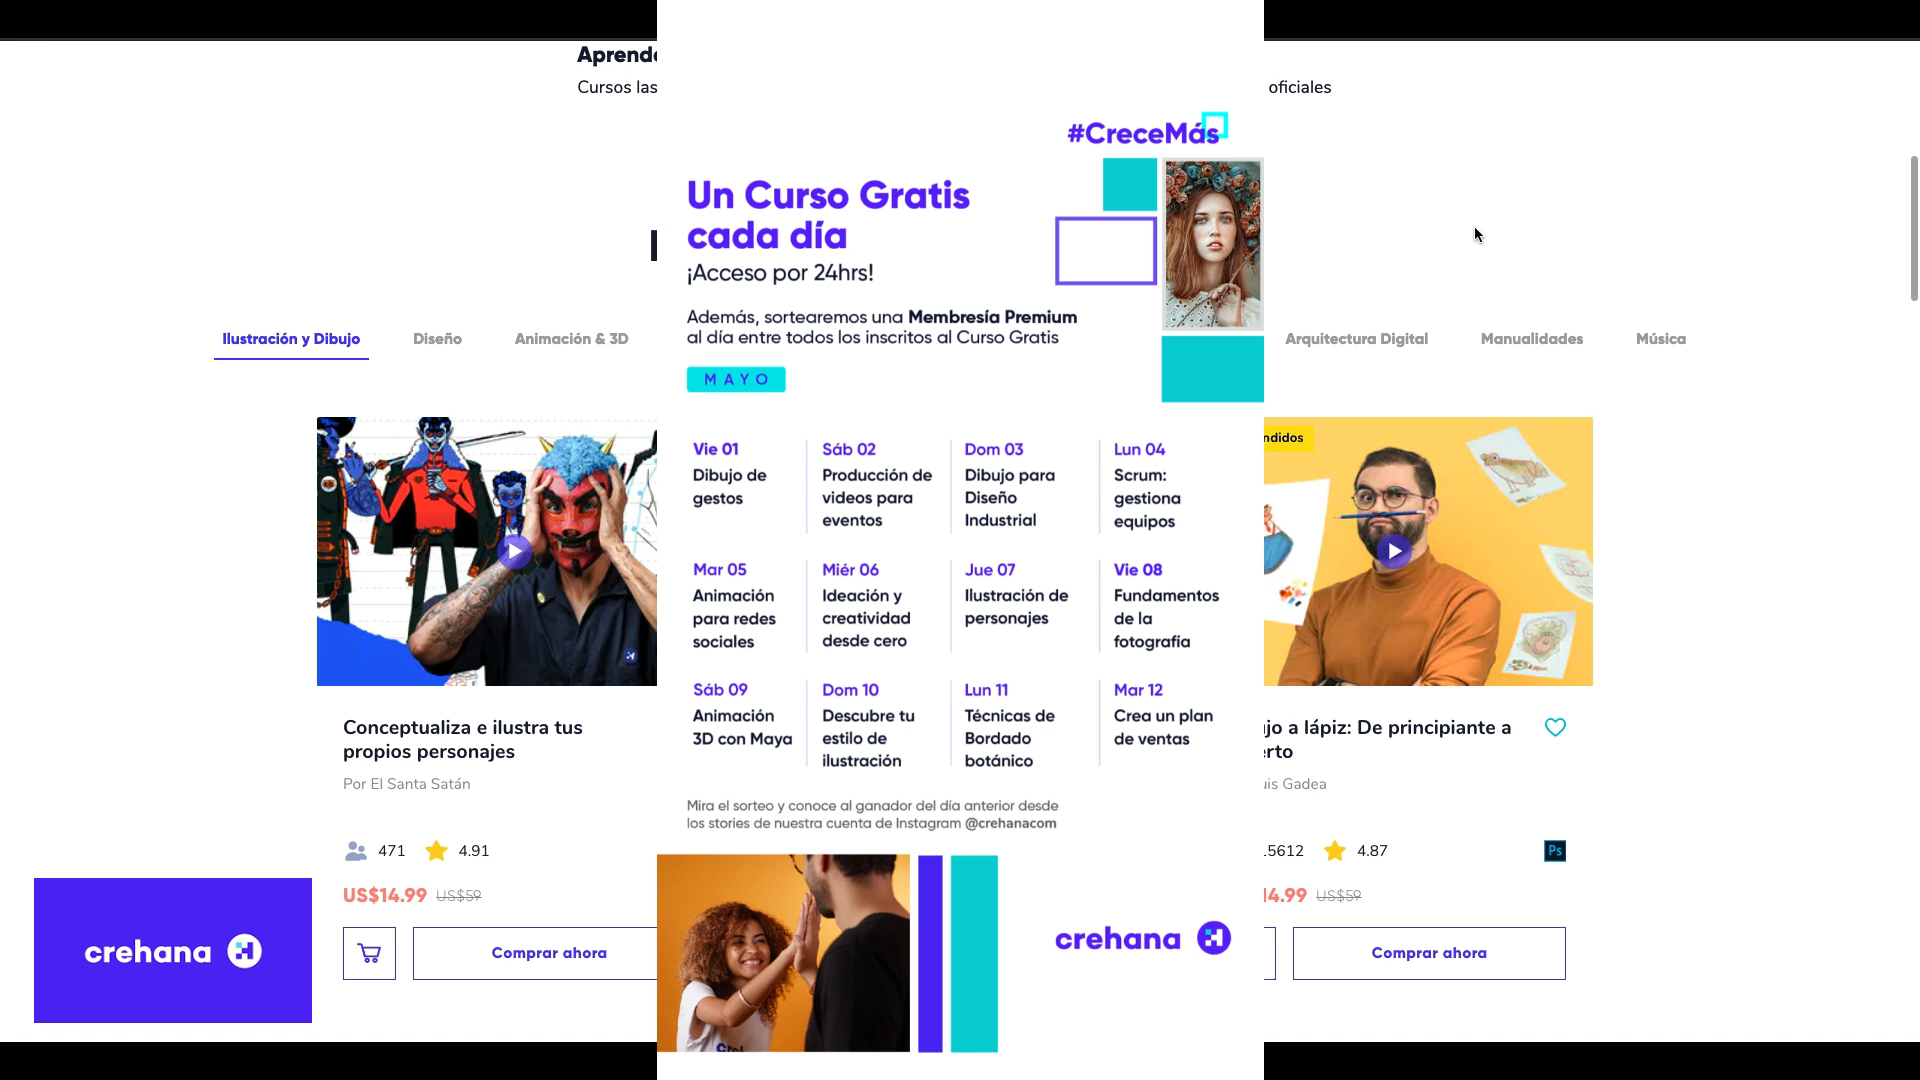 Aprende
Cursos las
oficiales
#CreceMás
Un Curso Gratis
cada día
¡Acceso por 24hrs!
Además, sortearemos una Membresía Premium
al día entre todos los inscritos al Curso Gratis
MAYO
Ilustración y Dibujo
Diseño
Animación & 3D
Arquitectura Digital
Manualidades
Música
Vie 01
Dibujo de
gestos
Sáb 02
Producción de
videos para
eventos
Dom 03
Dibujo para
Diseño
Industrial
Lun 04
Scrum:
gestiona
equipos
Mar 05
Animación
para redes
sociales
Miér 06
Ideación y
creatividad
desde cero
Jue 07
Ilustración de
personajes
Vie 08
Fundamentos
de la
fotografía
Sáb 09
Animación
3D con Maya
Dom 10
Descubre tu
estilo de
ilustración
Lun 11
Técnicas de
Bordado
botánico
Mar 12
Crea un plan
de ventas
Mira el sorteo y conoce al ganador del día anterior desde
los stories de nuestra cuenta de Instagram @crehanacom
crehana
Conceptualiza e ilustra tus
propios personajes
Por El Santa Satán
471
4.91
US$14.99 US$59
Comprar ahora
crehana
ndidos
jo a lápiz: De principiante a
erto
uis Gadea
15612
4.87
Ps
14.99 US$59
Comprar ahora